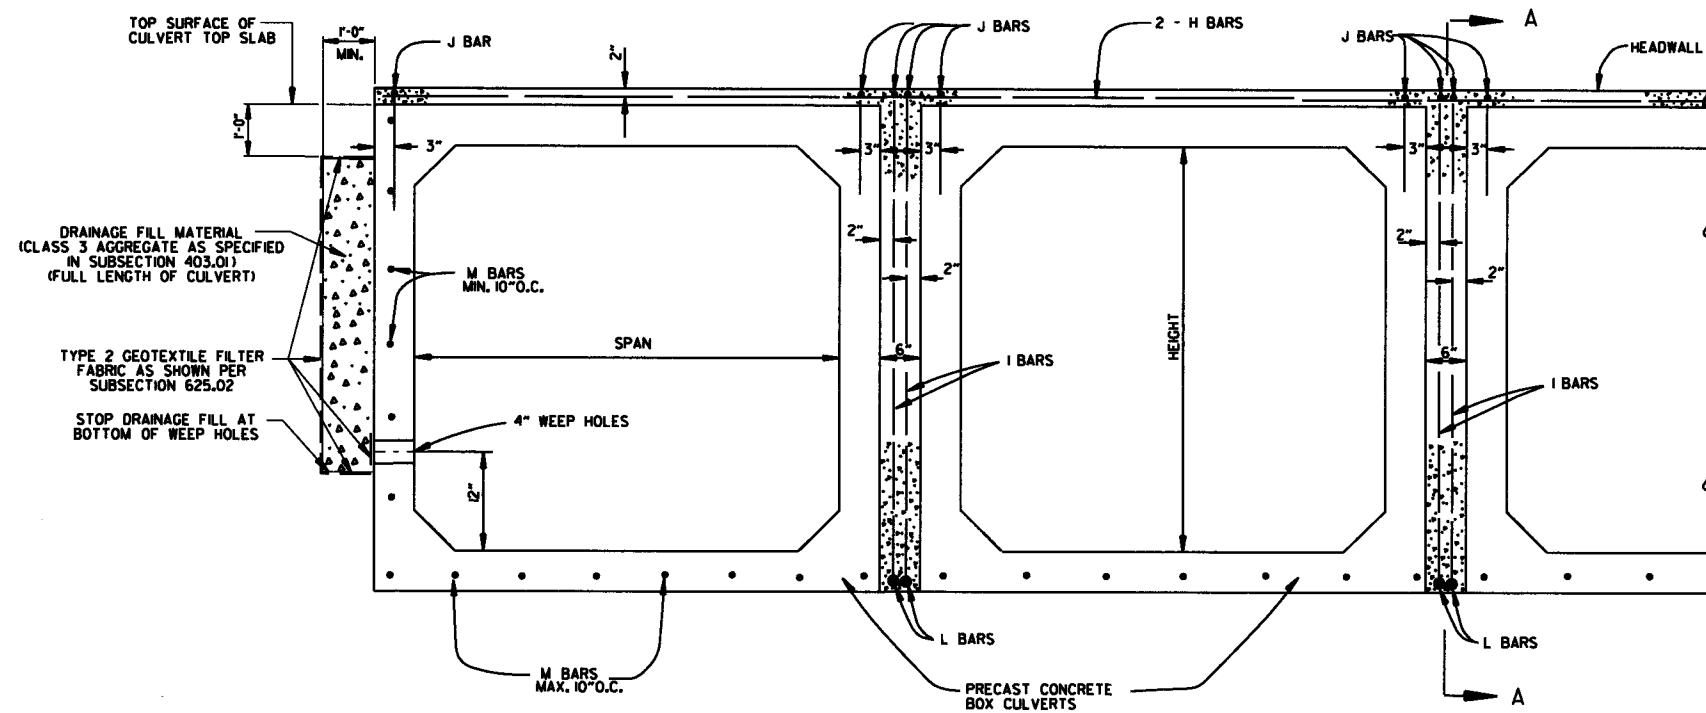 TOP SURFACE OF
CULVERT TOP SLAB
1'-0"
MIN.
J BAR
2"
J BARS
2 - H BARS
J BARS
A
HEADWALL
1'-0"
3"
3"
3"
3"
3"
DRAINAGE FILL MATERIAL
(CLASS 3 AGGREGATE AS SPECIFIED
IN SUBSECTION 403.01)
(FULL LENGTH OF CULVERT)
M BARS
MIN. 10"O.C.
2"
2"
2"
2"
TYPE 2 GEOTEXTILE FILTER
FABRIC AS SHOWN PER
SUBSECTION 625.02
SPAN
6"
I BARS
HEIGHT
6"
I BARS
STOP DRAINAGE FILL AT
BOTTOM OF WEEP HOLES
4" WEEP HOLES
12"
L BARS
L BARS
M BARS
MAX. 10"O.C.
PRECAST CONCRETE
BOX CULVERTS
A